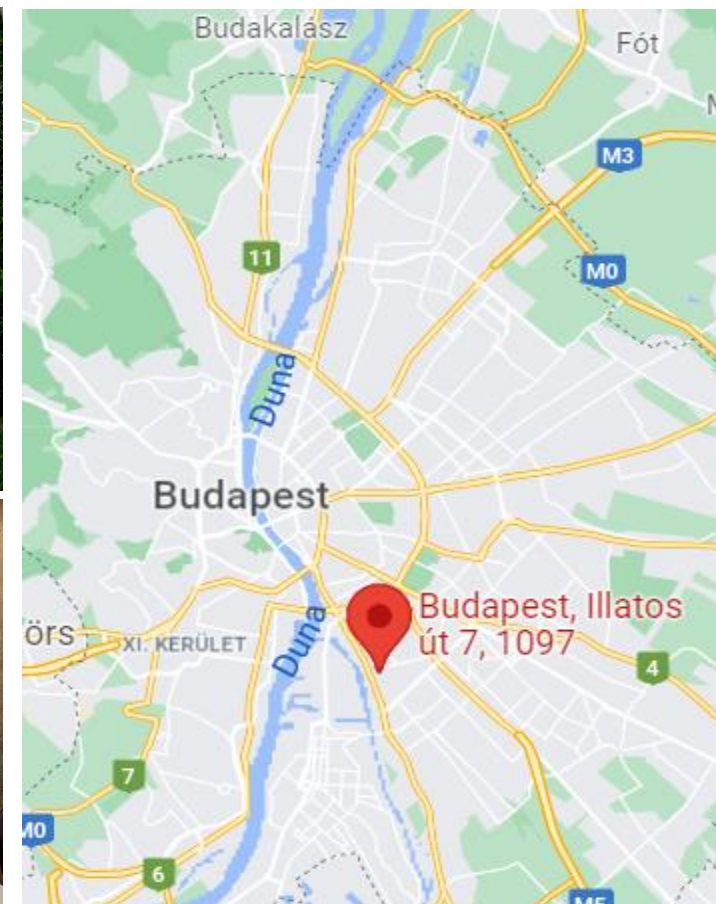 Budakalász
Fót
M3
11
M0
Duna
Budapest
Budapest, Illatos
út 7, 1097
Duna
örs
XI. KERÜLET
4
7
M0
6
M5